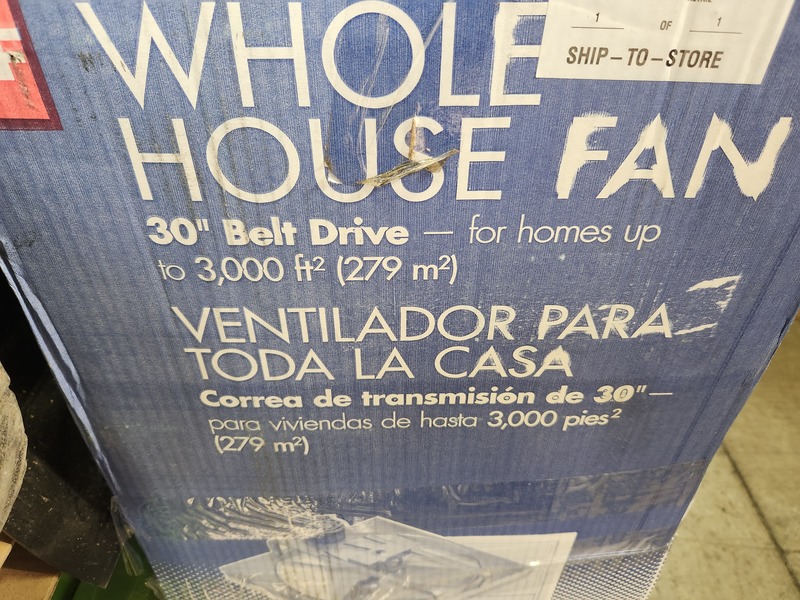 1 OF 1
SHIP-TO-STORE
WHOLE
HOUSE FAN
30" Belt Drive — for homes up
to 3,000 ft² (279 m²)
VENTILADOR PARA
TODA LA CASA
Correa de transmisión de 30"—
para viviendas de hasta 3,000 pies²
(279 m²)